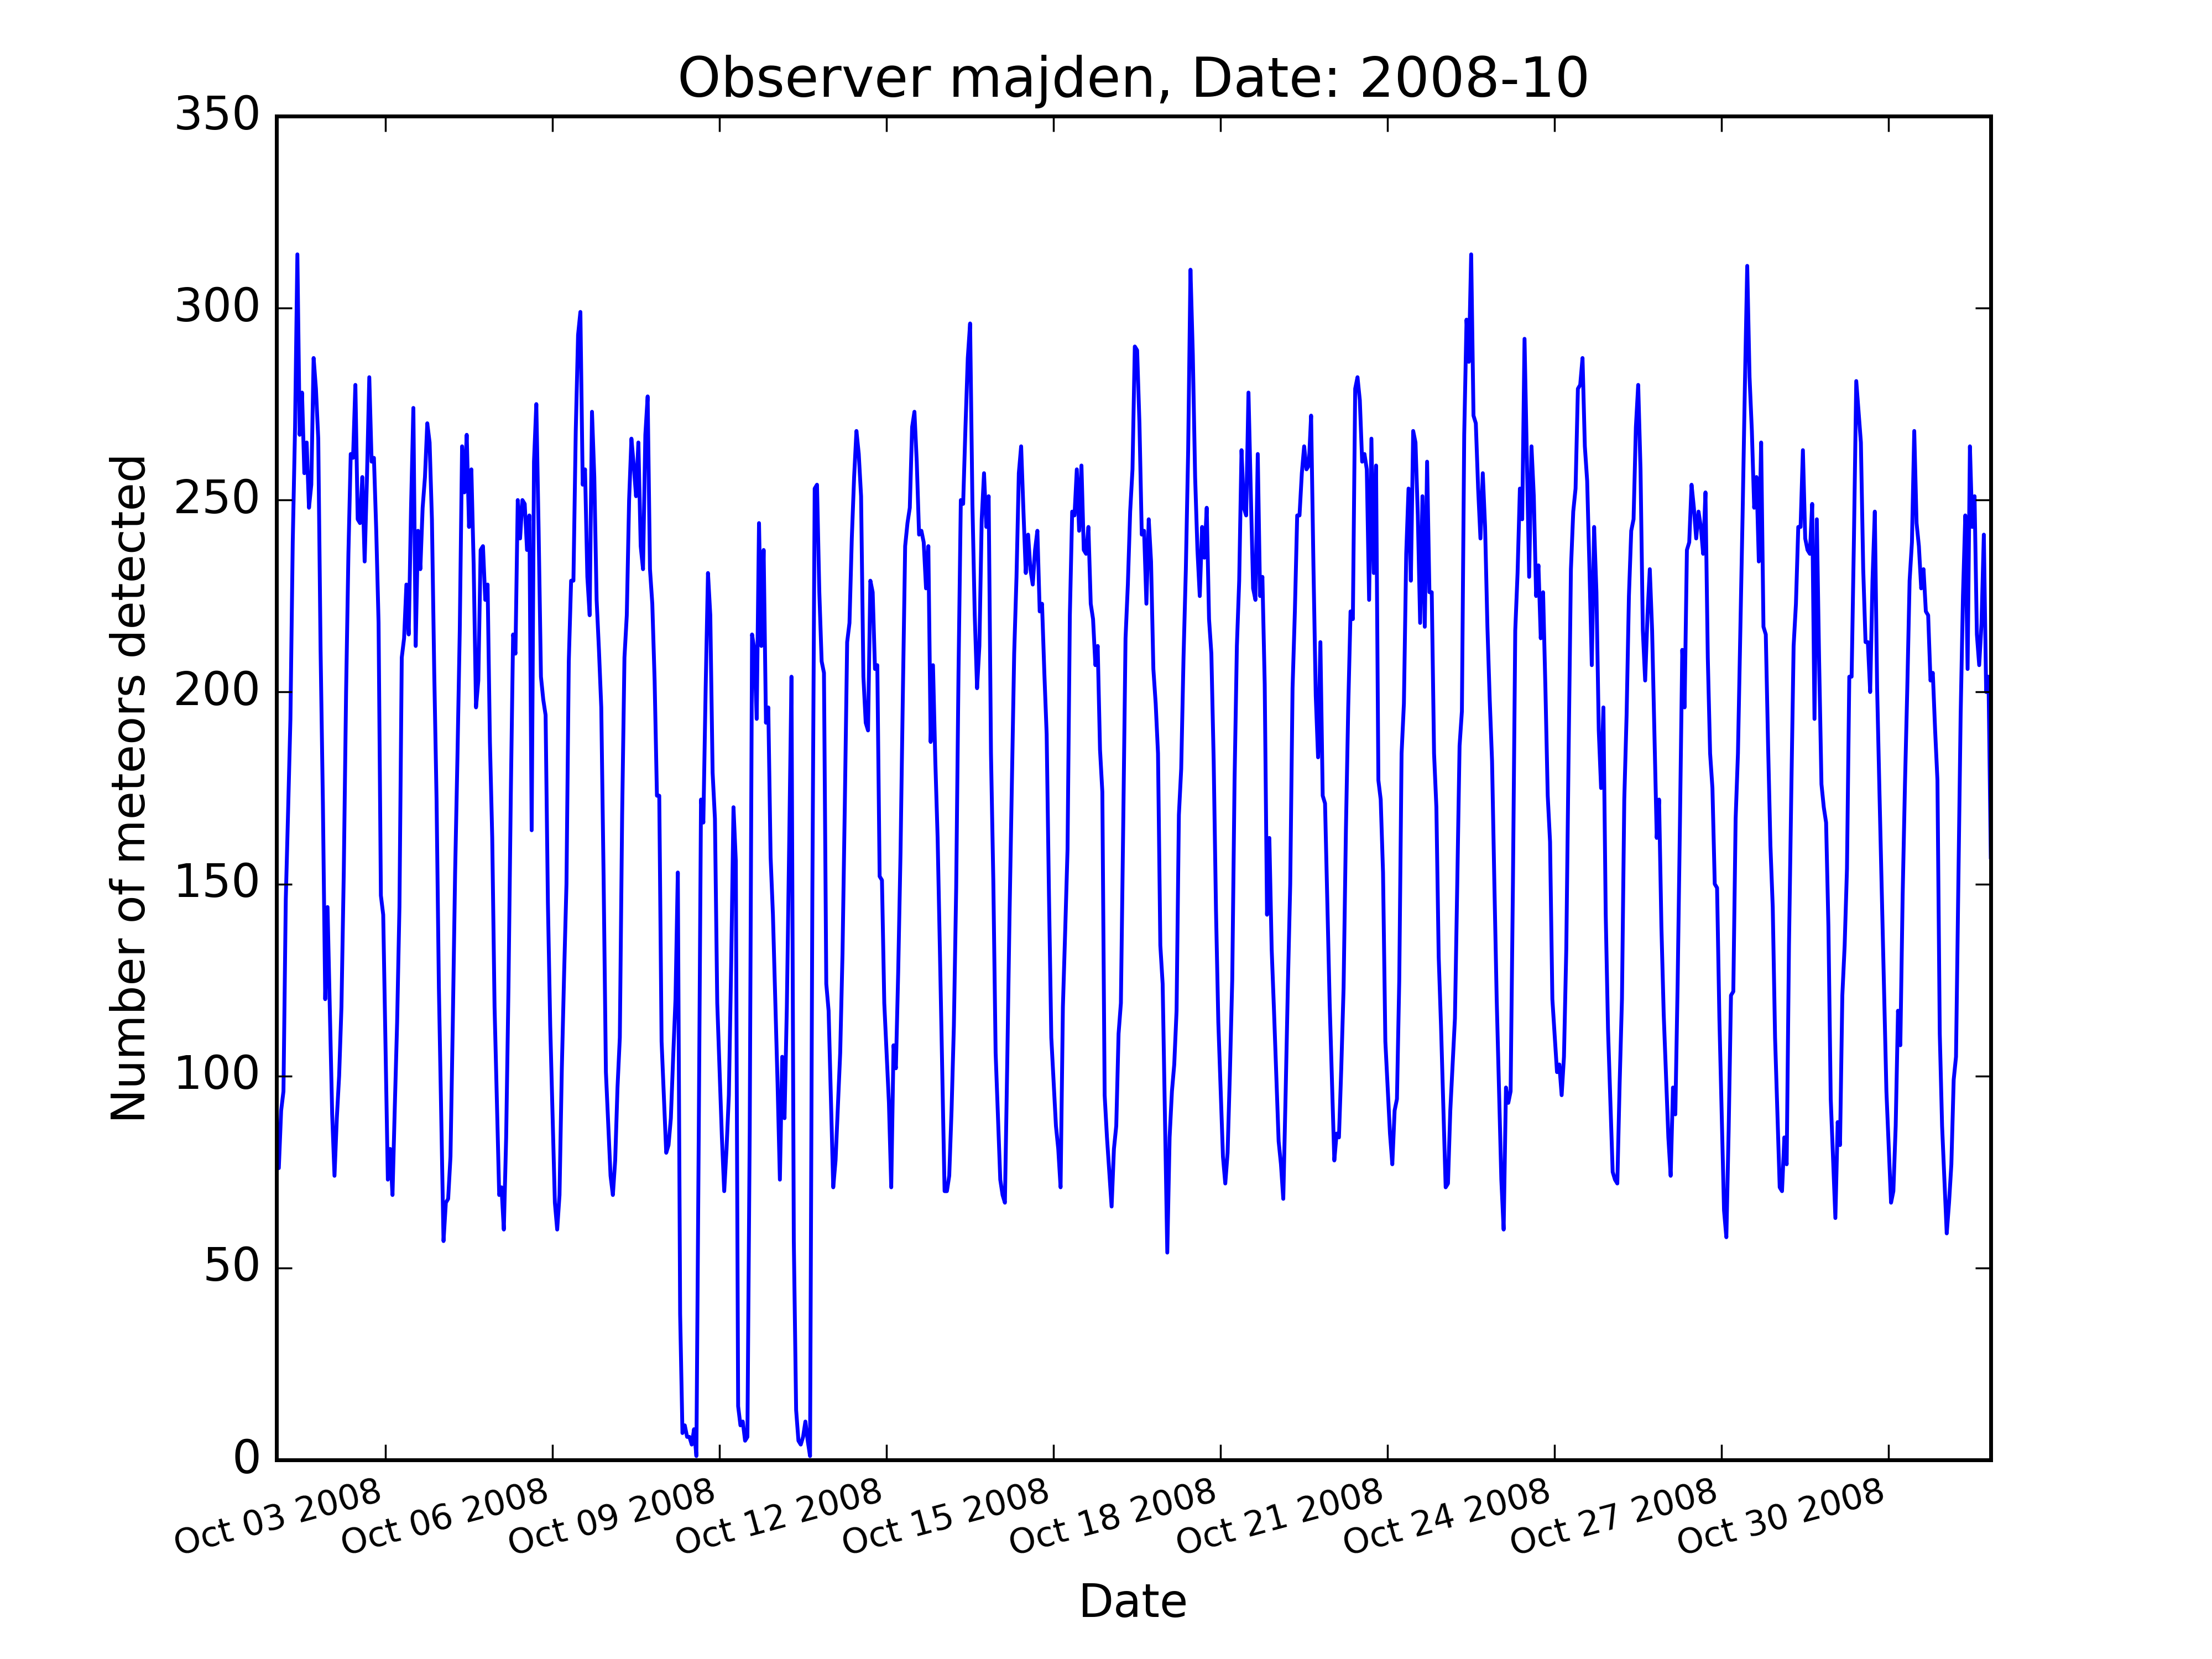 Observer majden, Date: 2008-10
350
300
250
200
150
100
50
0
Number of meteors detected
Oct 03 2008
Oct 06 2008
Oct 09 2008
Oct 12 2008
Oct 15 2008
Oct 18 2008
Oct 21 2008
Oct 24 2008
Oct 27 2008
Oct 30 2008
Date